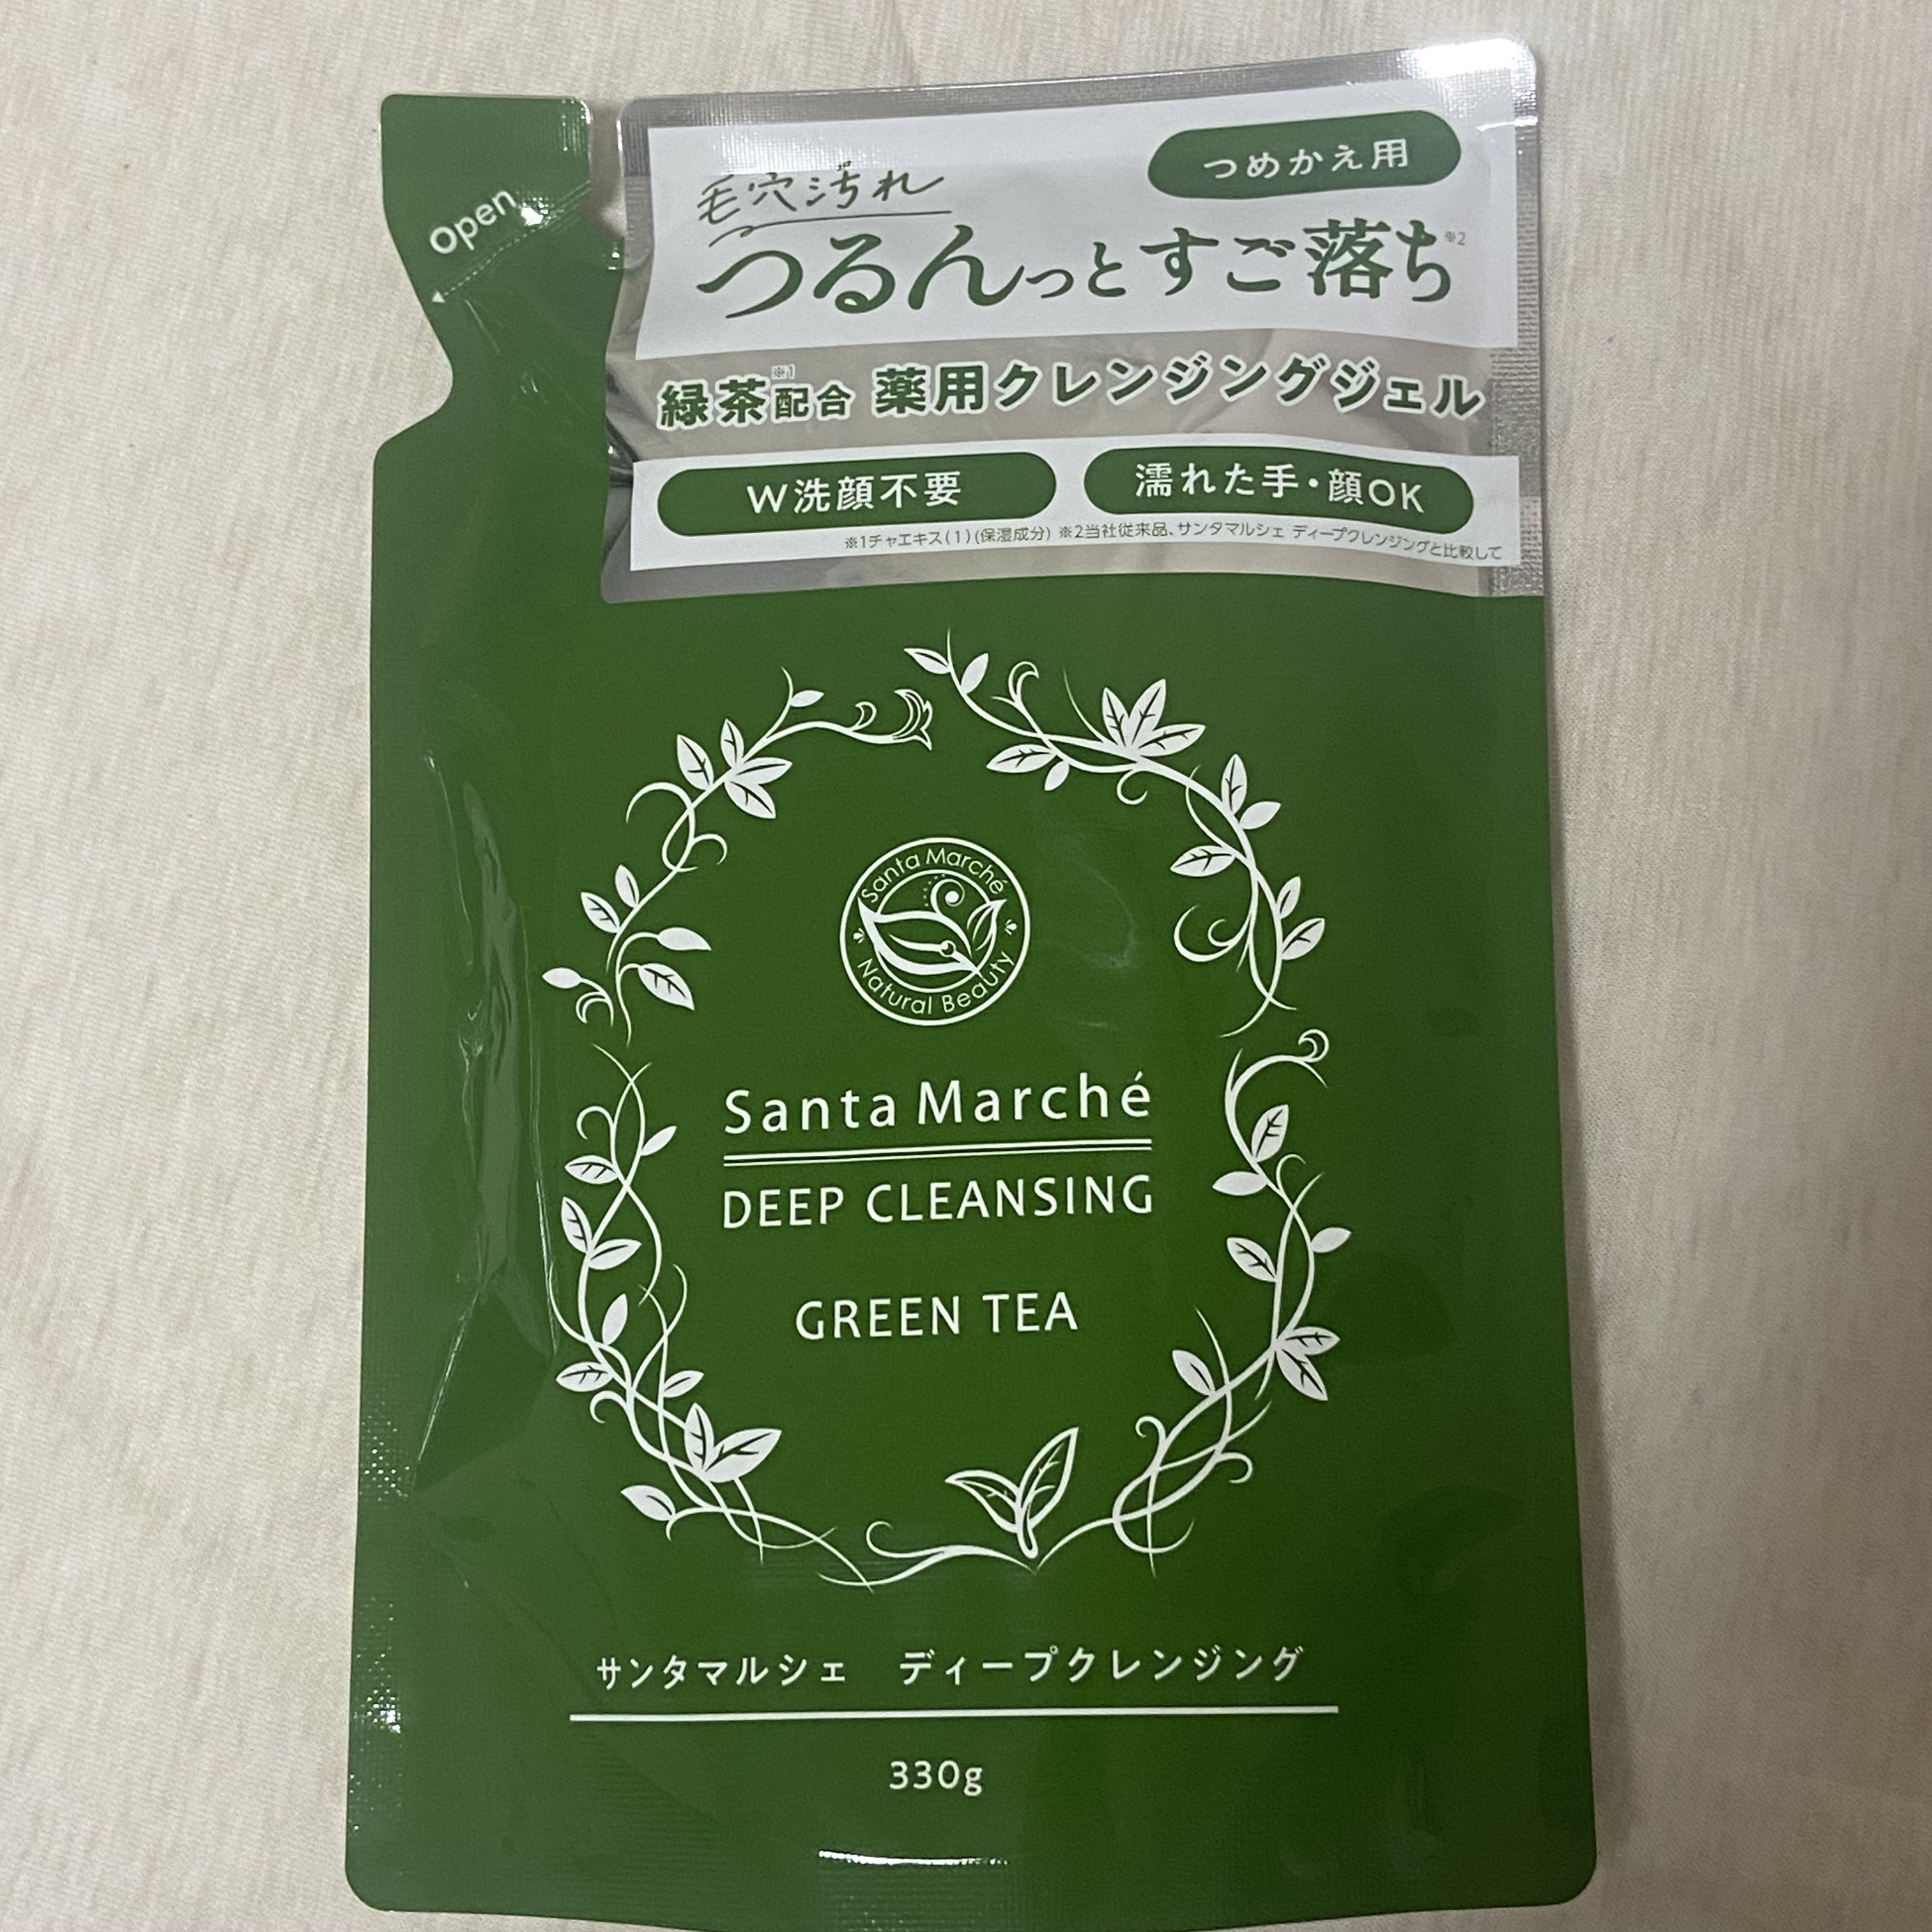 Open
つめかえ用
毛穴汚れ
つるんっとすご落ち※2
緑茶※1配合 薬用クレンジングジェル
W洗顔不要
濡れた手・顔OK
※1チャエキス(1)(保湿成分) ※2当社従来品、サンタマルシェ ディープクレンジングと比較して
Santa Marché
Natural Beauty
Santa Marché
DEEP CLEANSING
GREEN TEA
サンタマルシェ ディープクレンジング
330g